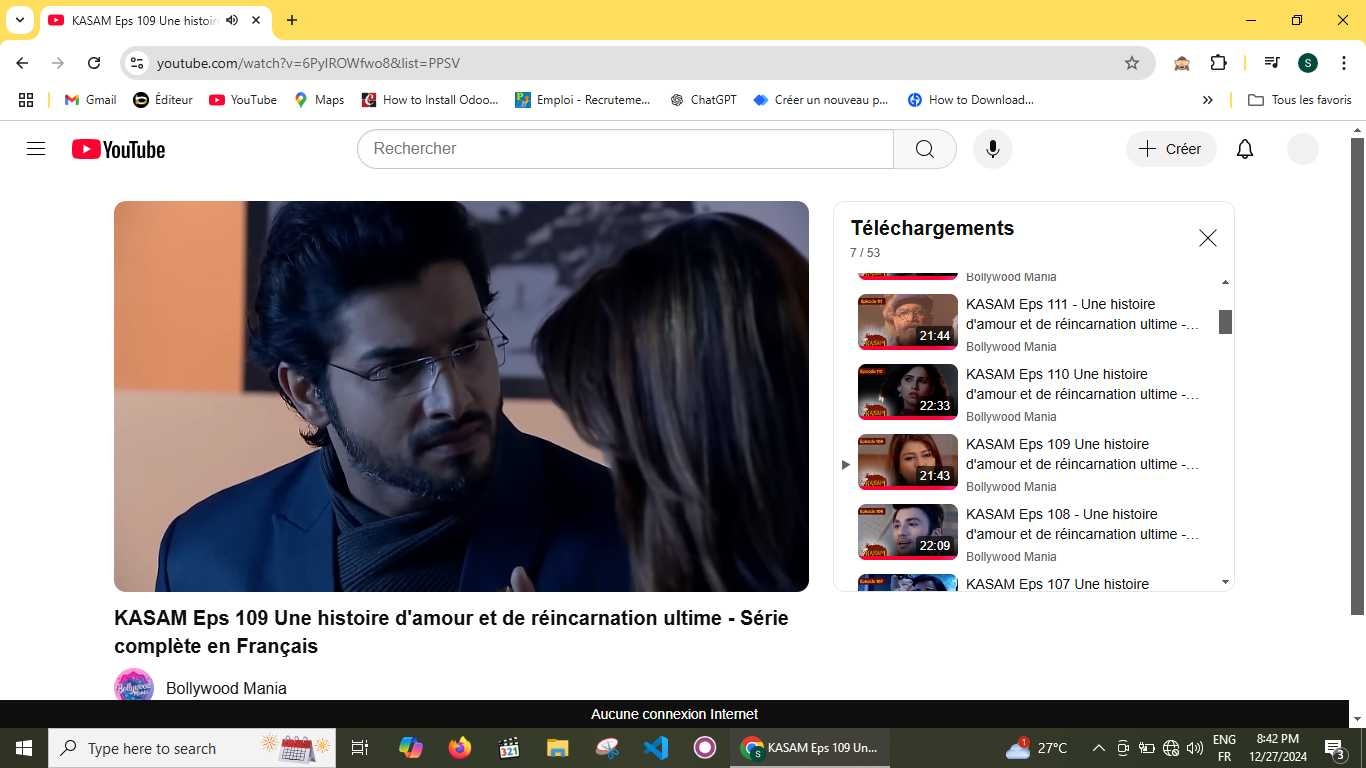 KASAM Eps 109 Une histoir
youtube.com/watch?v=6PyIROWfwo8&list=PPSV
S
Gmail
Éditeur
YouTube
Maps
How to Install Odoo...
Emploi - Recruteme...
ChatGPT
Créer un nouveau p...
How to Download...
Tous les favoris
YouTube
Rechercher
Créer
Téléchargements
7 / 53
Bollywood Mania
KASAM Eps 111 - Une histoire
d'amour et de réincarnation ultime -...
Bollywood Mania
21:44
KASAM Eps 110 Une histoire
d'amour et de réincarnation ultime -...
Bollywood Mania
22:33
KASAM Eps 109 Une histoire
d'amour et de réincarnation ultime -...
Bollywood Mania
21:43
KASAM Eps 108 - Une histoire
d'amour et de réincarnation ultime -...
Bollywood Mania
22:09
KASAM Eps 107 Une histoire
KASAM Eps 109 Une histoire d'amour et de réincarnation ultime - Série
complète en Français
Bollywood Mania
Aucune connexion Internet
Type here to search
321
KASAM Eps 109 Un...
27°C
ENG
FR
8:42 PM
12/27/2024
3